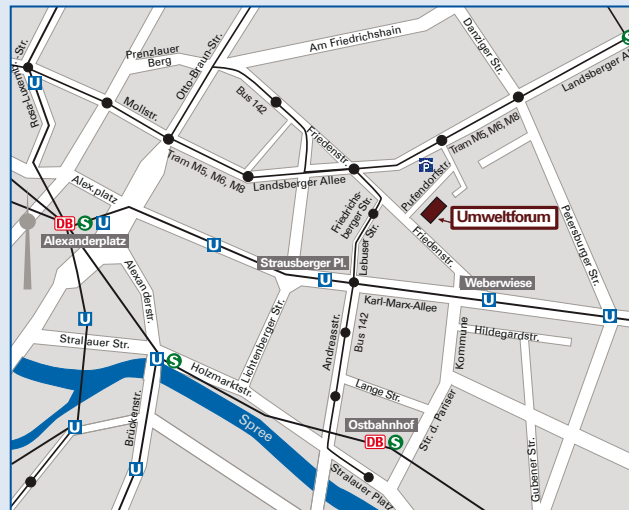 Rosa-Luxemburg-Str.
U
Prenzlauer
Berg
Otto-Braun-Str.
Am Friedrichshain
Danziger Str.
S
Landsberger Al
Mollstr.
Bus 142
Friedenstr.
Tram M5, M6, M8
Tram M5, M6, M8
Landsberger Allee
P
Pufendorfstr.
Alex.platz
Friedrichs-
berger Str.
Umweltforum
Friedenstr.
Petersburger Str.
DB S U
Alexanderplatz
U
Lebuser Str.
Strausberger Pl.
U
Weberwiese
U
Karl-Marx-Allee
U
Alexanderstr.
U
Stralauer Str.
U
S
Holzmarktstr.
Lichtenberger Str.
Andreasstr.
Bus 142
Kommune
Hildegardstr.
Lange Str.
Str. d. Pariser
Spree
Ostbahnhof
DB S
U
Brückenstr.
U
Stralauer Platz
Gubener Str.